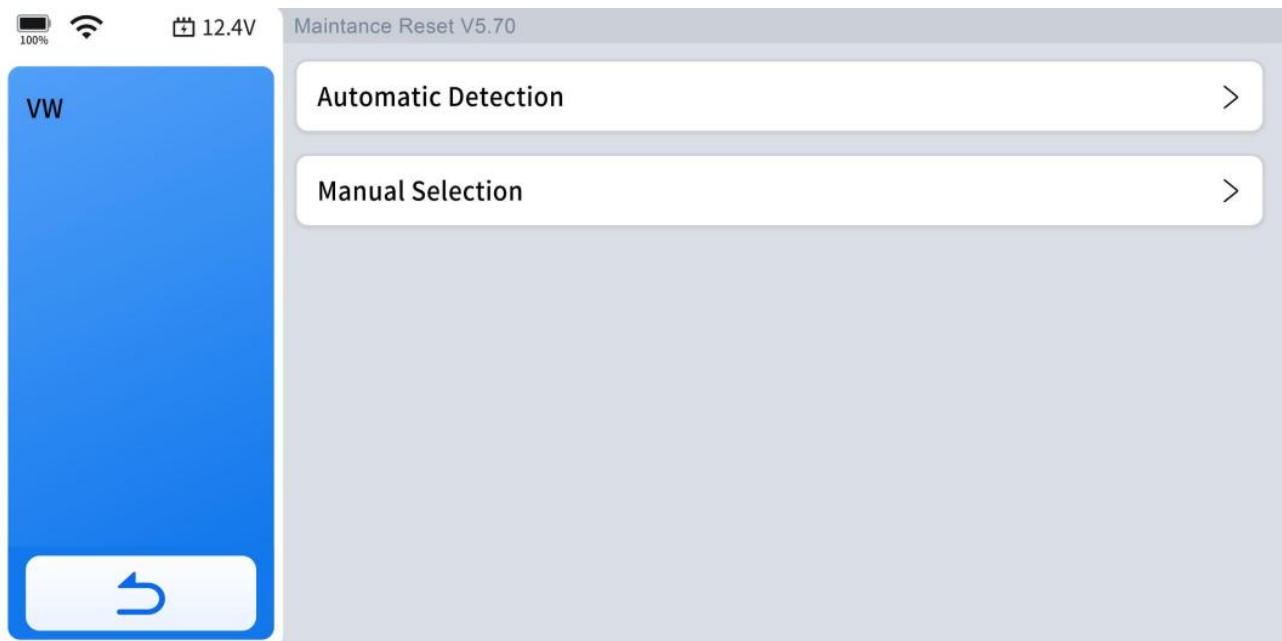 100%
12.4V
Maintance Reset V5.70
VW
Automatic Detection
Manual Selection